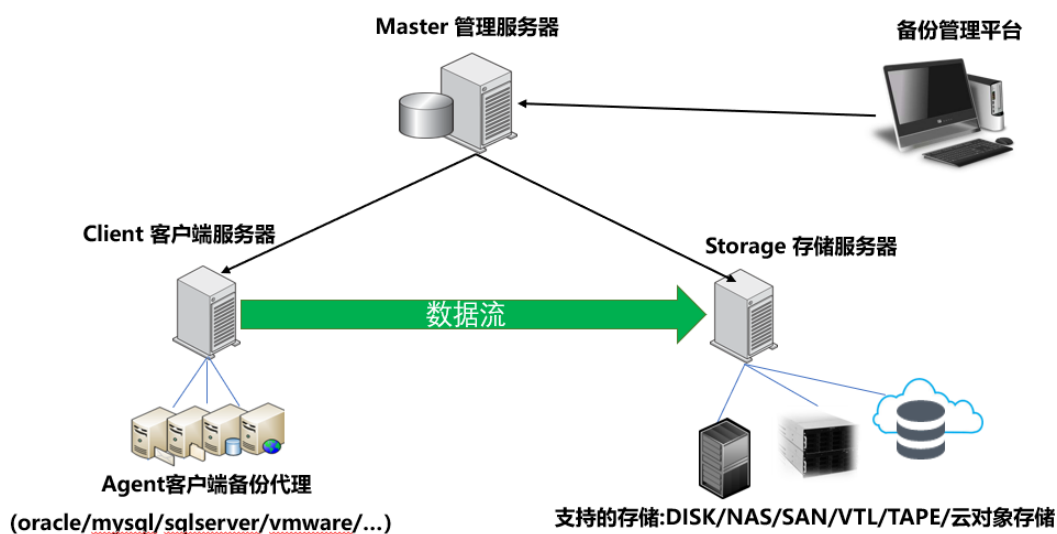 Master 管理服务器
备份管理平台
Client 客户端服务器
Storage 存储服务器
数据流
Agent客户端备份代理
(oracle/mysql/sqlserver/vmware/…)
支持的存储:DISK/NAS/SAN/VTL/TAPE/云对象存储